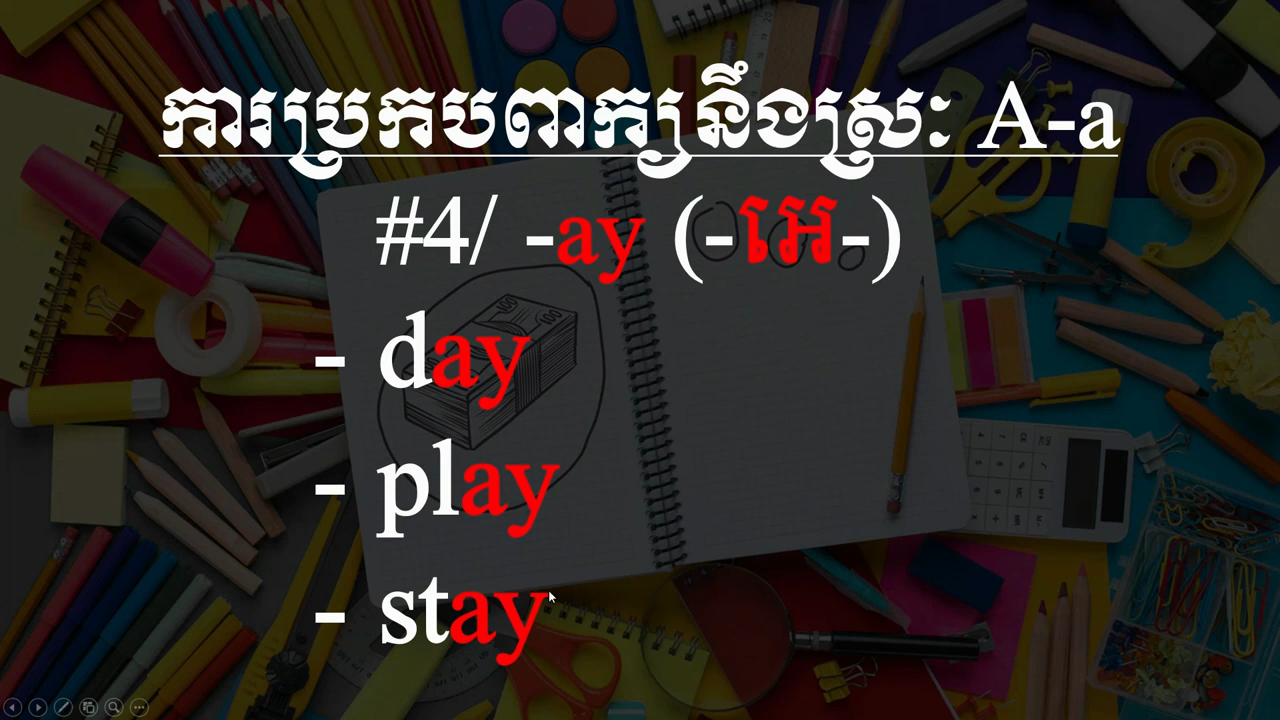 ការប្រកបពាក្យនឹងស្រៈ A-a
#4/ -ay (-អេ-)
- day
- play
- stay